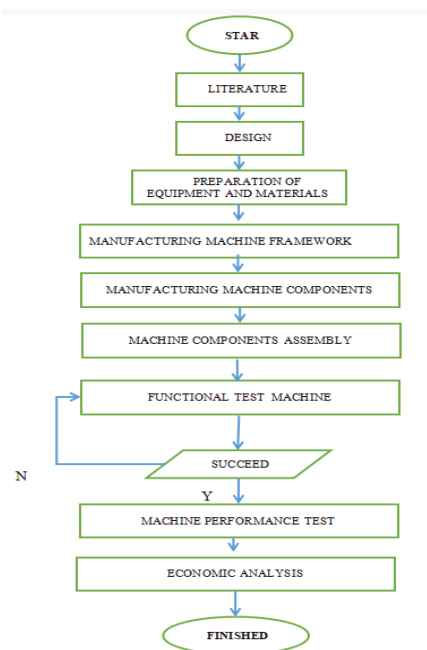 STAR
LITERATURE
DESIGN
PREPARATION OF
EQUIPMENT AND MATERIALS
MANUFACTURING MACHINE FRAMEWORK
MANUFACTURING MACHINE COMPONENTS
MACHINE COMPONENTS ASSEMBLY
FUNCTIONAL TEST MACHINE
SUCCEED
N
Y
MACHINE PERFORMANCE TEST
ECONOMIC ANALYSIS
FINISHED